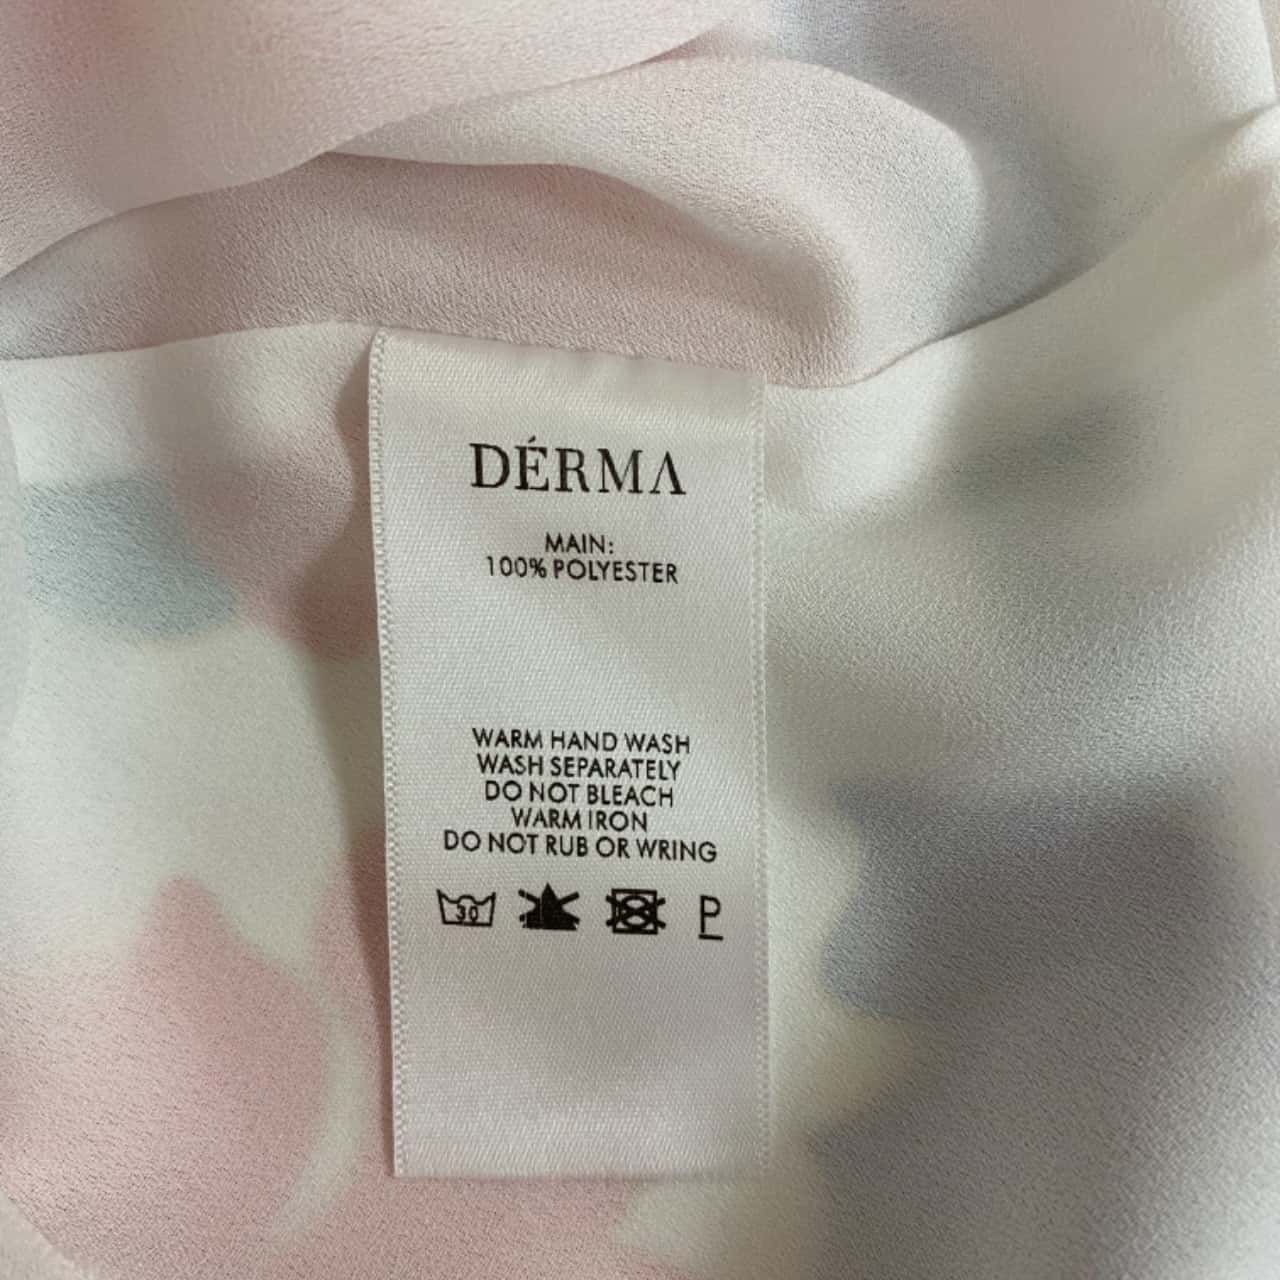 DÉRMA
MAIN:
100% POLYESTER
WARM HAND WASH
WASH SEPARATELY
DO NOT BLEACH
WARM IRON
DO NOT RUB OR WRING
30 P